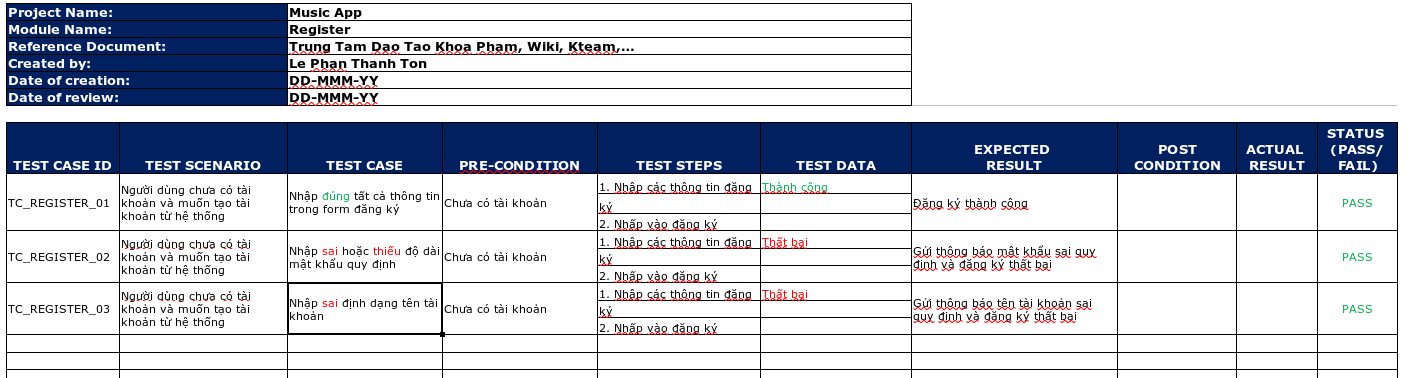 Project Name: Music App
Module Name: Register
Reference Document: Trung Tam Dao Tao Khoa Pham, Wiki, Kteam,...
Created by: Le Phan Thanh Ton
Date of creation: DD-MMM-YY
Date of review: DD-MMM-YY
TEST CASE ID
TEST SCENARIO
TEST CASE
PRE-CONDITION
TEST STEPS
TEST DATA
EXPECTED
RESULT
POST
CONDITION
ACTUAL
RESULT
STATUS
(PASS/
FAIL)
TC_REGISTER_01
Người dùng chưa có tài
khoản và muốn tạo tài
khoản từ hệ thống
Nhập đúng tất cả thông tin
trong form đăng ký
Chưa có tài khoản
1. Nhập các thông tin đăng
ký
2. Nhấp vào đăng ký
Thành công
Đăng ký thành công
PASS
TC_REGISTER_02
Người dùng chưa có tài
khoản và muốn tạo tài
khoản từ hệ thống
Nhập sai hoặc thiếu độ dài
mật khẩu quy định
Chưa có tài khoản
1. Nhập các thông tin đăng
ký
2. Nhấp vào đăng ký
Thất bại
Gửi thông báo mật khẩu sai quy
định và đăng ký thất bại
PASS
TC_REGISTER_03
Người dùng chưa có tài
khoản và muốn tạo tài
khoản từ hệ thống
Nhập sai định dạng tên tài
khoản
Chưa có tài khoản
1. Nhập các thông tin đăng
ký
2. Nhấp vào đăng ký
Thất bại
Gửi thông báo tên tài khoản sai
quy định và đăng ký thất bại
PASS